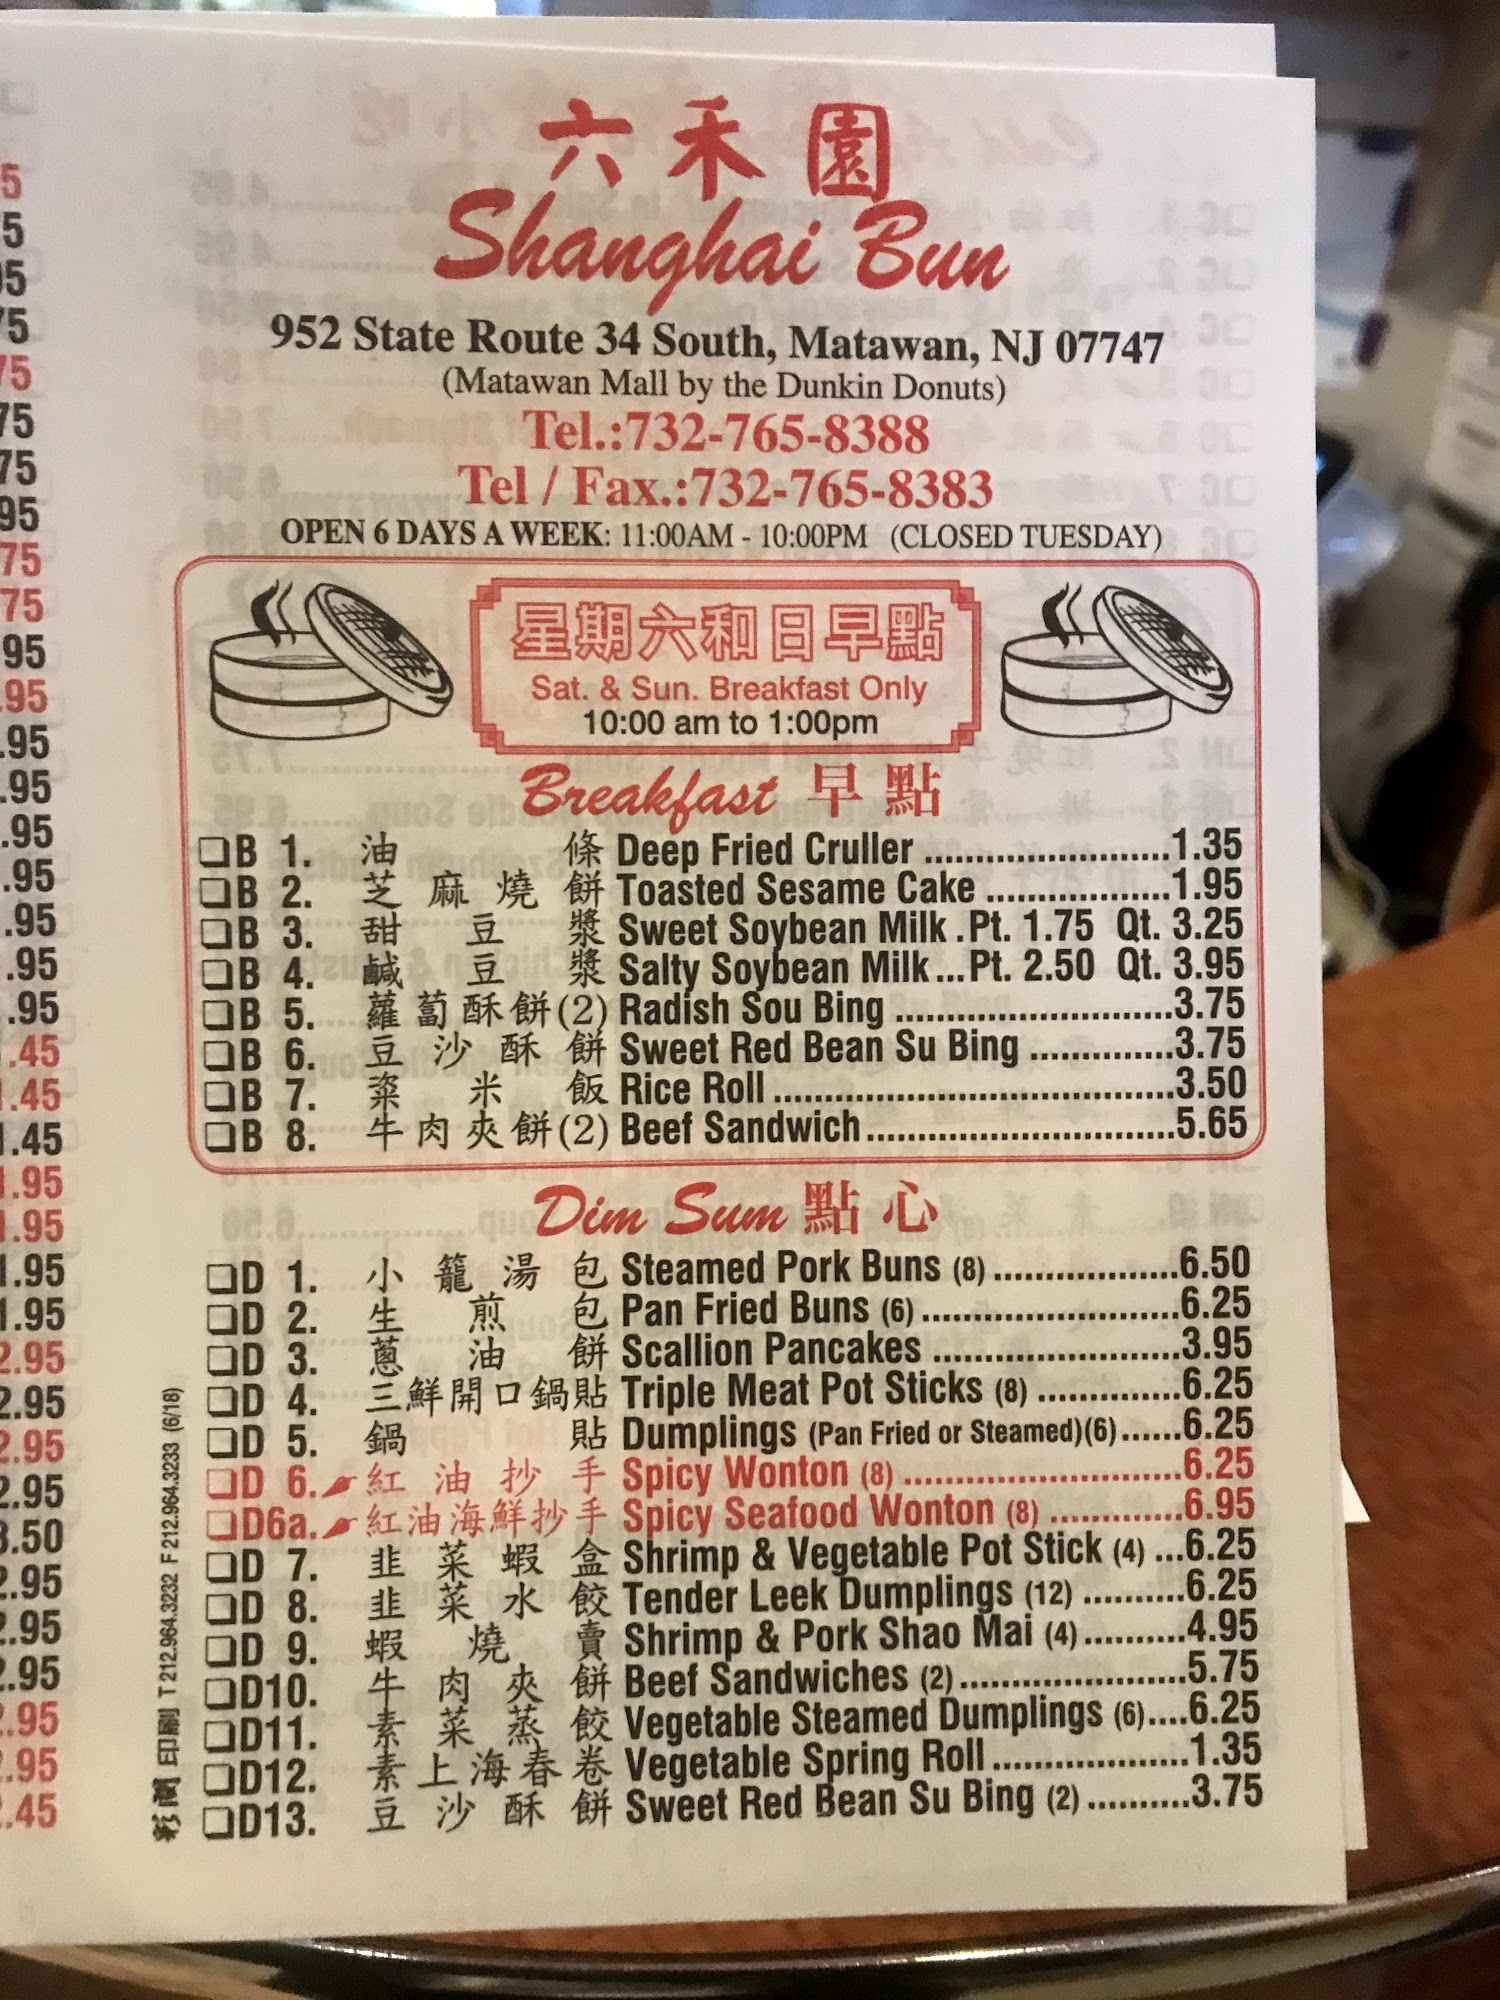 六禾園
Shanghai Bun
952 State Route 34 South, Matawan, NJ 07747
(Matawan Mall by the Dunkin Donuts)
Tel.:732-765-8388
Tel / Fax.:732-765-8383
OPEN 6 DAYS A WEEK: 11:00AM - 10:00PM (CLOSED TUESDAY)
星期六和日早點
Sat. & Sun. Breakfast Only
10:00 am to 1:00pm
Breakfast 早點
❏B 1. 油條 Deep Fried Cruller ........................1.35
❏B 2. 芝麻燒餅 Toasted Sesame Cake ..................1.95
❏B 3. 甜豆漿 Sweet Soybean Milk .Pt. 1.75 Qt. 3.25
❏B 4. 鹹豆漿 Salty Soybean Milk...Pt. 2.50 Qt. 3.95
❏B 5. 蘿蔔酥餅(2) Radish Sou Bing ...........................3.75
❏B 6. 豆沙酥餅 Sweet Red Bean Su Bing ..............3.75
❏B 7. 粢米飯 Rice Roll.......................................3.50
❏B 8. 牛肉夾餅(2) Beef Sandwich..............................5.65
Dim Sum 點心
❏D 1. 小籠湯包 Steamed Pork Buns (8)..................6.50
❏D 2. 生煎包 Pan Fried Buns (6).........................6.25
❏D 3. 蔥油餅 Scallion Pancakes ........................3.95
❏D 4. 三鮮開口鍋貼 Triple Meat Pot Sticks (8) ..............6.25
❏D 5. 鍋貼 Dumplings (Pan Fried or Steamed)(6)......6.25
❏D 6. 紅油抄手 Spicy Wonton (8) ...........................6.25
❏D6a. 紅油海鮮抄手 Spicy Seafood Wonton (8) .............6.95
❏D 7. 韭菜蝦盒 Shrimp & Vegetable Pot Stick (4) ...6.25
❏D 8. 韭菜水餃 Tender Leek Dumplings (12) ..........6.25
❏D 9. 蝦燒賣 Shrimp & Pork Shao Mai (4)..........4.95
❏D10. 牛肉夾餅 Beef Sandwiches (2)......................5.75
❏D11. 素菜蒸餃 Vegetable Steamed Dumplings (6)....6.25
❏D12. 素上海春卷 Vegetable Spring Roll...................1.35
❏D13. 豆沙酥餅 Sweet Red Bean Su Bing (2)..........3.75
印刷 T 212.964.3232 F 212.964.3233 (6/18)